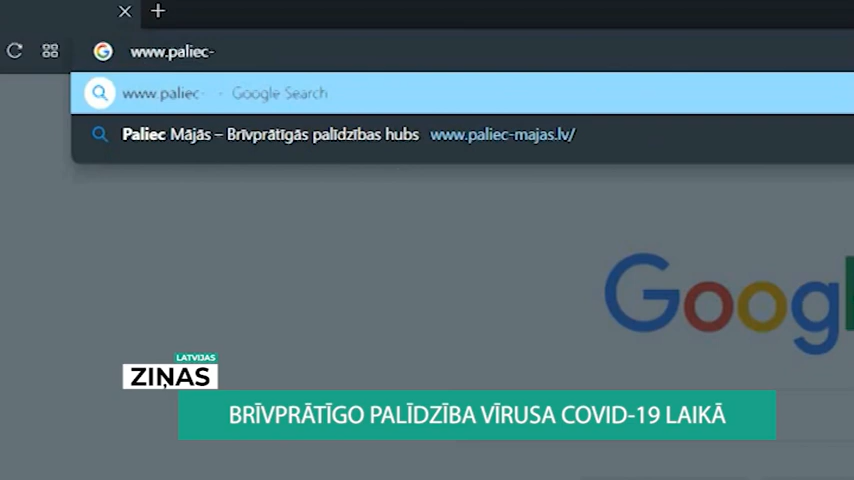 www.paliec-
www.paliec- - Google Search
Paliec Mājās – Brīvprātīgās palīdzības hubs www.paliec-majas.lv/
Goog
LATVIJAS
ZIŅAS
BRĪVPRĀTĪGO PALĪDZĪBA VĪRUSA COVID-19 LAIKĀ